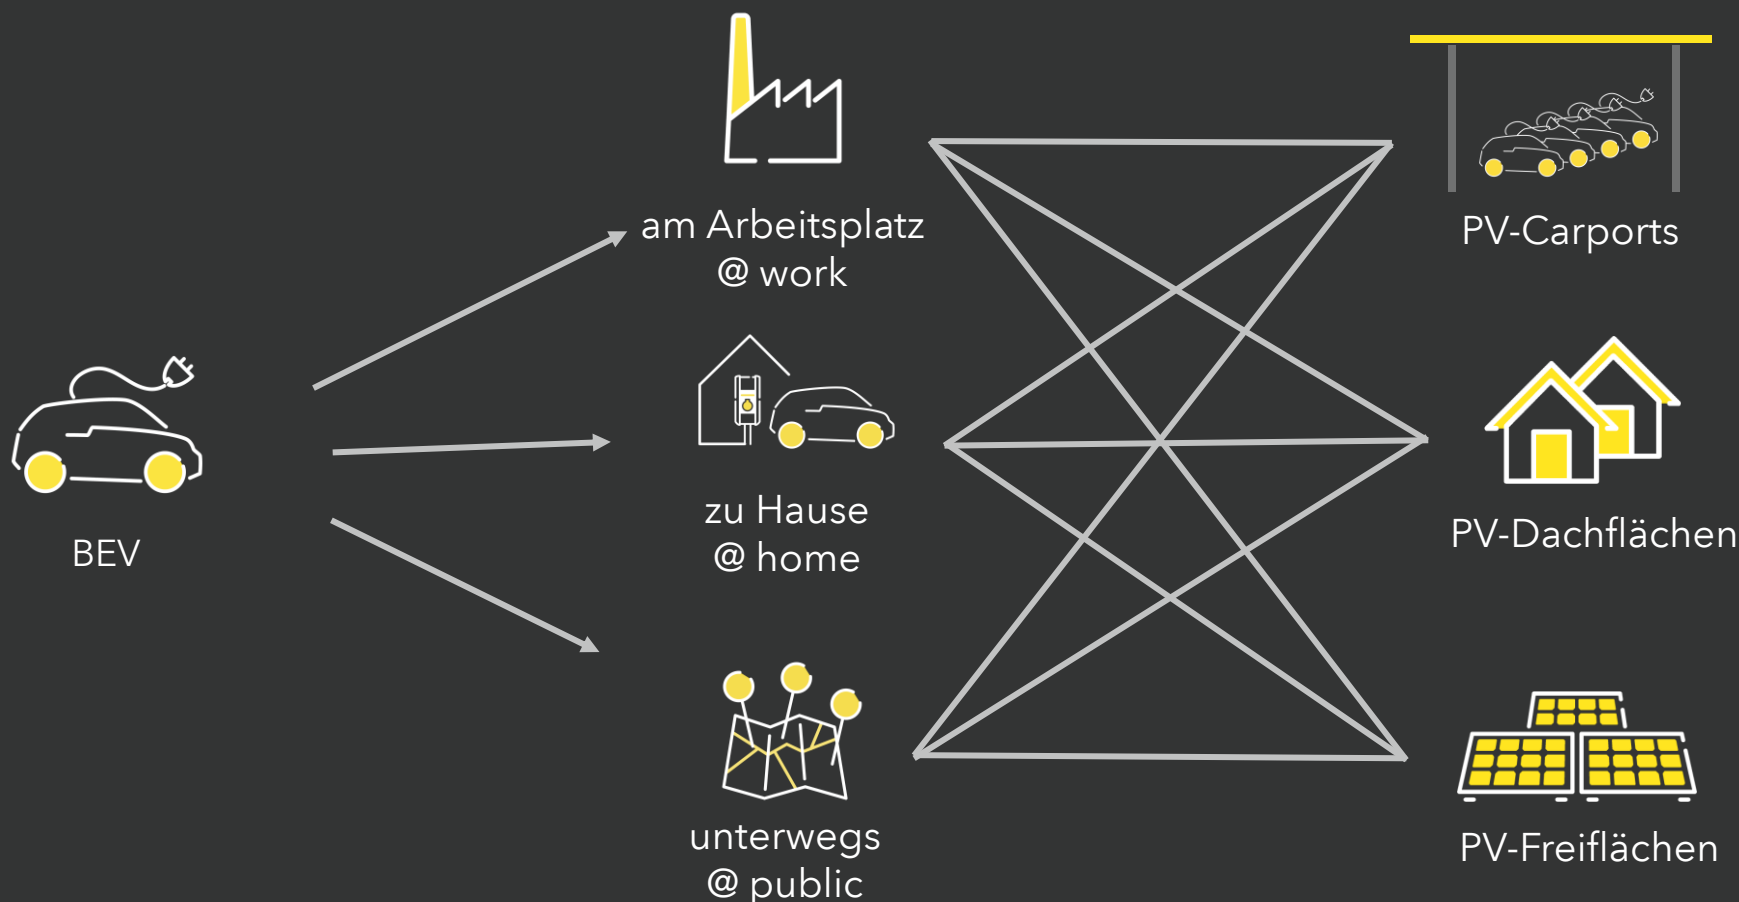 am Arbeitsplatz
@ work
PV-Carports
BEV
zu Hause
@ home
PV-Dachflächen
unterwegs
@ public
PV-Freiflächen